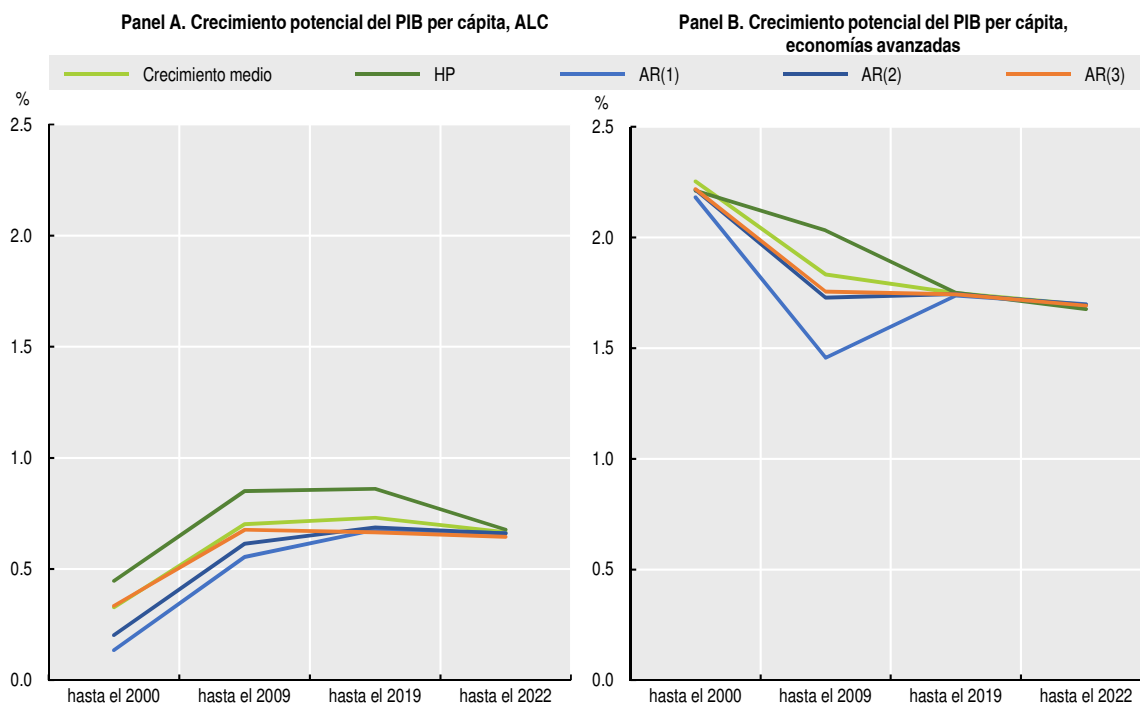 Panel A. Crecimiento potencial del PIB per cápita, ALC
Panel B. Crecimiento potencial del PIB per cápita,
economías avanzadas
Crecimiento medio
HP
AR(1)
AR(2)
AR(3)
%
2.5
2.0
1.5
1.0
0.5
0.0
hasta el 2000
hasta el 2009
hasta el 2019
hasta el 2022
%
2.5
2.0
1.5
1.0
0.5
0.0
hasta el 2000
hasta el 2009
hasta el 2019
hasta el 2022